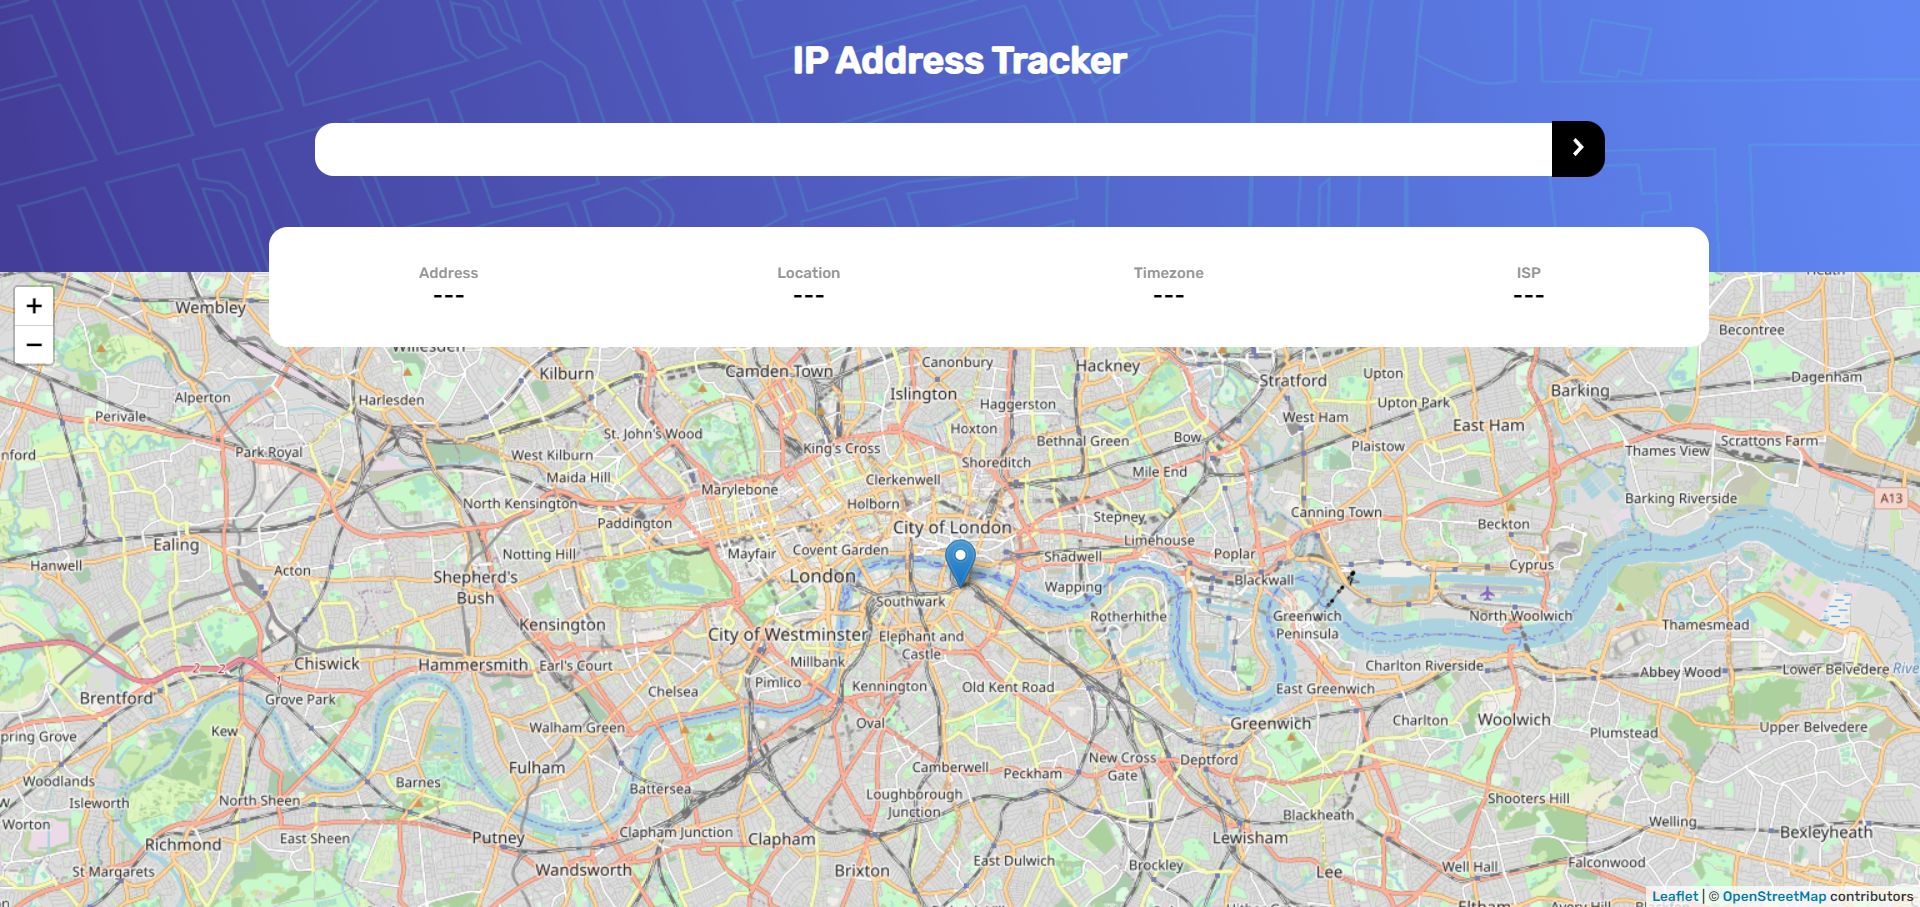 IP Address Tracker
Address
---
Location
---
Timezone
---
ISP
---
+
−
Wembley
Becontree
Willesden
Kilburn
Camden Town
Canonbury
Hackney
Stratford
Upton
Barking
Dagenham
Alperton
Harlesden
Islington
Haggerston
Upton Park
Perivale
West Ham
East Ham
St. John's Wood
Hoxton
Bethnal Green
Bow
Scrattons Farm
Park Royal
West Kilburn
King's Cross
Shoreditch
Plaistow
Thames View
nford
Maida Hill
Clerkenwell
Mile End
Marylebone
Barking Riverside
A13
North Kensington
Holborn
Paddington
City of London
Stepney
Canning Town
Beckton
Ealing
Notting Hill
Mayfair
Covent Garden
Shadwell
Limehouse
Poplar
Hanwell
Acton
Shepherd's
Bush
London
Wapping
Blackwall
Cyprus
Southwark
Rotherhithe
Greenwich
Peninsula
North Woolwich
Thamesmead
Kensington
City of Westminster
Elephant and
Castle
Chiswick
Hammersmith
Earl's Court
Millbank
Charlton Riverside
Abbey Wood
Lower Belvedere
Rive
2
2
1
Brentford
Grove Park
Chelsea
Pimlico
Kennington
Old Kent Road
East Greenwich
pring Grove
Kew
Walham Green
Oval
Greenwich
Charlton
Woolwich
Plumstead
Upper Belvedere
Woodlands
Barnes
Fulham
Battersea
Camberwell
Peckham
New Cross
Gate
Deptford
W.
Isleworth
North Sheen
Loughborough
Junction
Shooters Hill
Worton
Richmond
East Sheen
Putney
Clapham Junction
Clapham
Blackheath
Lewisham
Welling
Bexleyheath
St Margarets
Wandsworth
Brixton
East Dulwich
Brockley
Lee
Well Hall
Falconwood
Eltham
Leaflet | © OpenStreetMap contributors